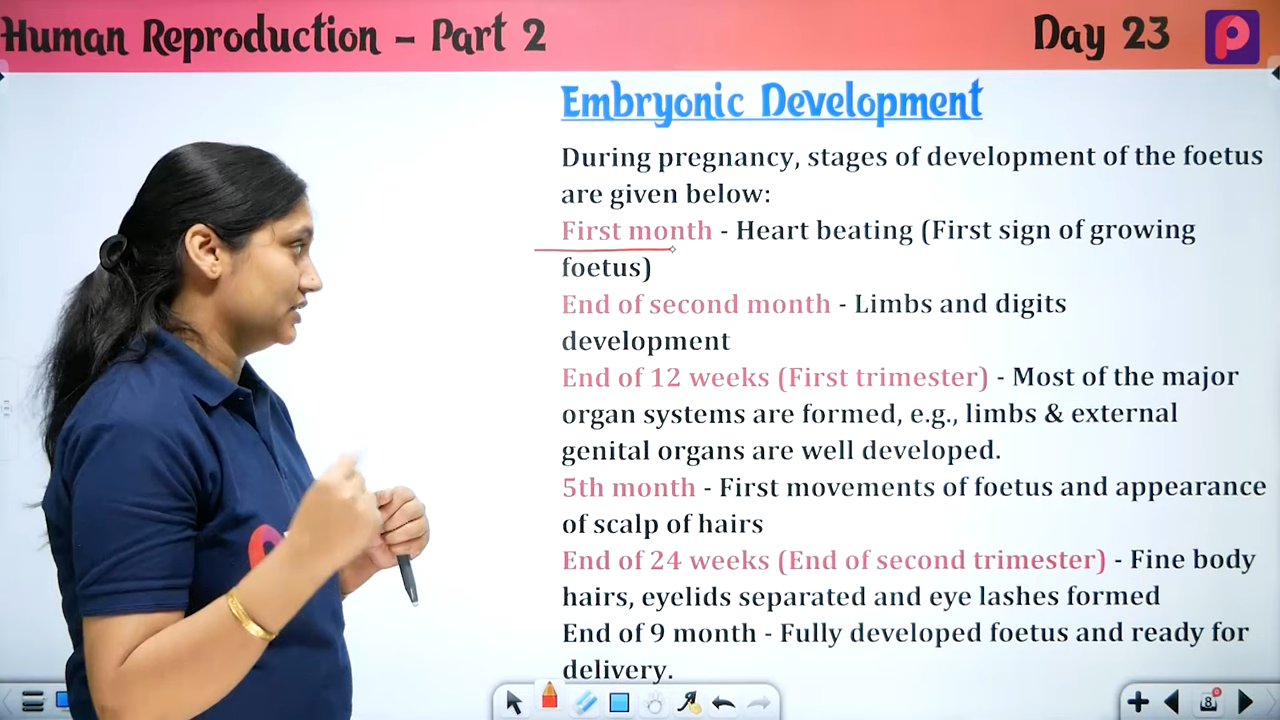 Human Reproduction – Part 2
Day 23
Embryonic Development
During pregnancy, stages of development of the foetus
are given below:
First month - Heart beating (First sign of growing
foetus)
End of second month - Limbs and digits
development
End of 12 weeks (First trimester) - Most of the major
organ systems are formed, e.g., limbs & external
genital organs are well developed.
5th month - First movements of foetus and appearance
of scalp of hairs
End of 24 weeks (End of second trimester) - Fine body
hairs, eyelids separated and eye lashes formed
End of 9 month - Fully developed foetus and ready for
delivery.
8